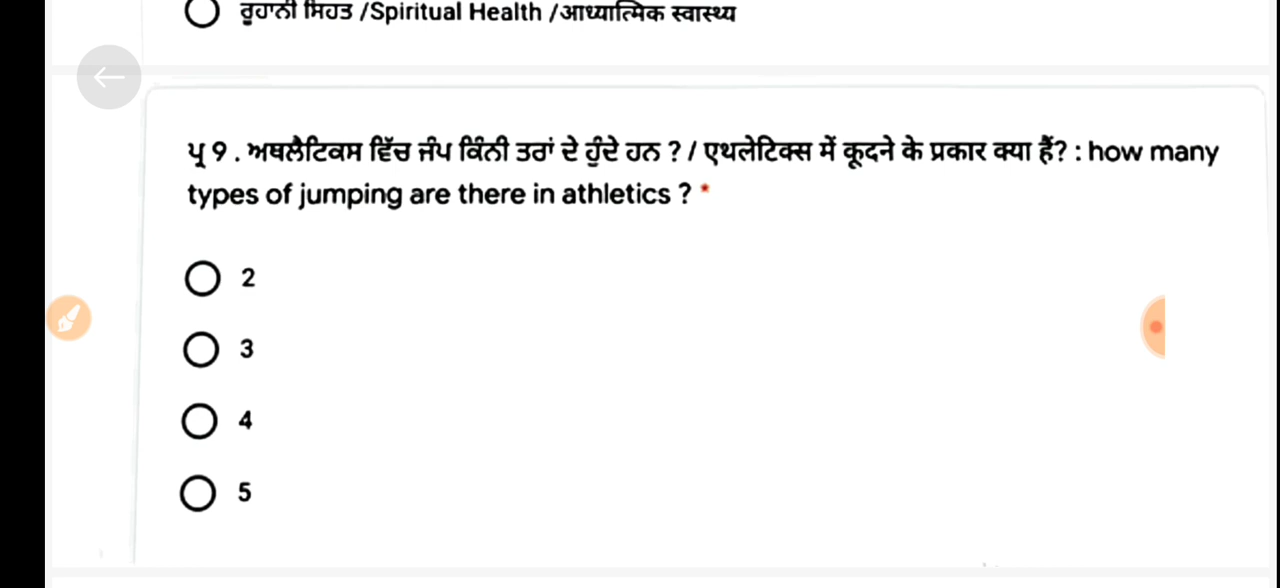 ਰੂਹਾਨੀ ਸਿਹਤ /Spiritual Health /आध्यात्मिक स्वास्थ्य
ਪ੍ਰ 9 . ਅਥਲੈਟਿਕਸ ਵਿੱਚ ਜੰਪ ਕਿੰਨੀ ਤਰਾਂ ਦੇ ਹੁੰਦੇ ਹਨ ? / एथलेटिक्स में कूदने के प्रकार क्या हैं? : how many
types of jumping are there in athletics ? *
2
3
4
5